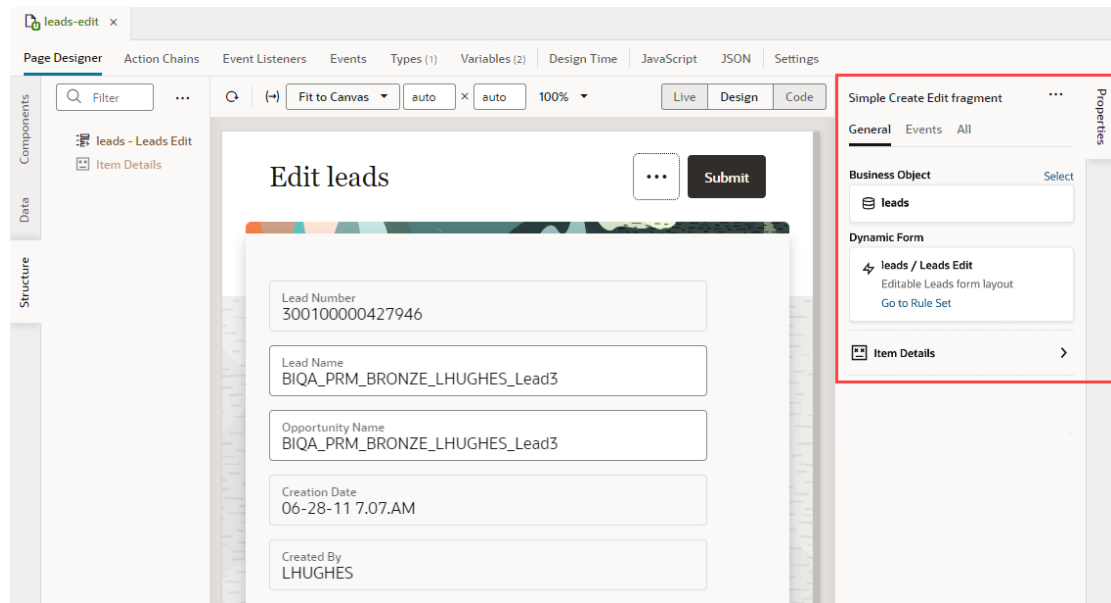 leads-edit ×
Page Designer Action Chains Event Listeners Events Types (1) Variables (2) Design Time JavaScript JSON Settings
Components
Data
Structure
Filter ...
leads - Leads Edit
Item Details
Fit to Canvas auto × auto 100% Live Design Code
Edit leads
... Submit
Lead Number
300100000427946
Lead Name
BIQA_PRM_BRONZE_LHUGHES_Lead3
Opportunity Name
BIQA_PRM_BRONZE_LHUGHES_Lead3
Creation Date
06-28-11 7.07.AM
Created By
LHUGHES
Simple Create Edit fragment ...
General Events All
Business Object Select
leads
Dynamic Form
leads / Leads Edit
Editable Leads form layout
Go to Rule Set
Item Details
Properties